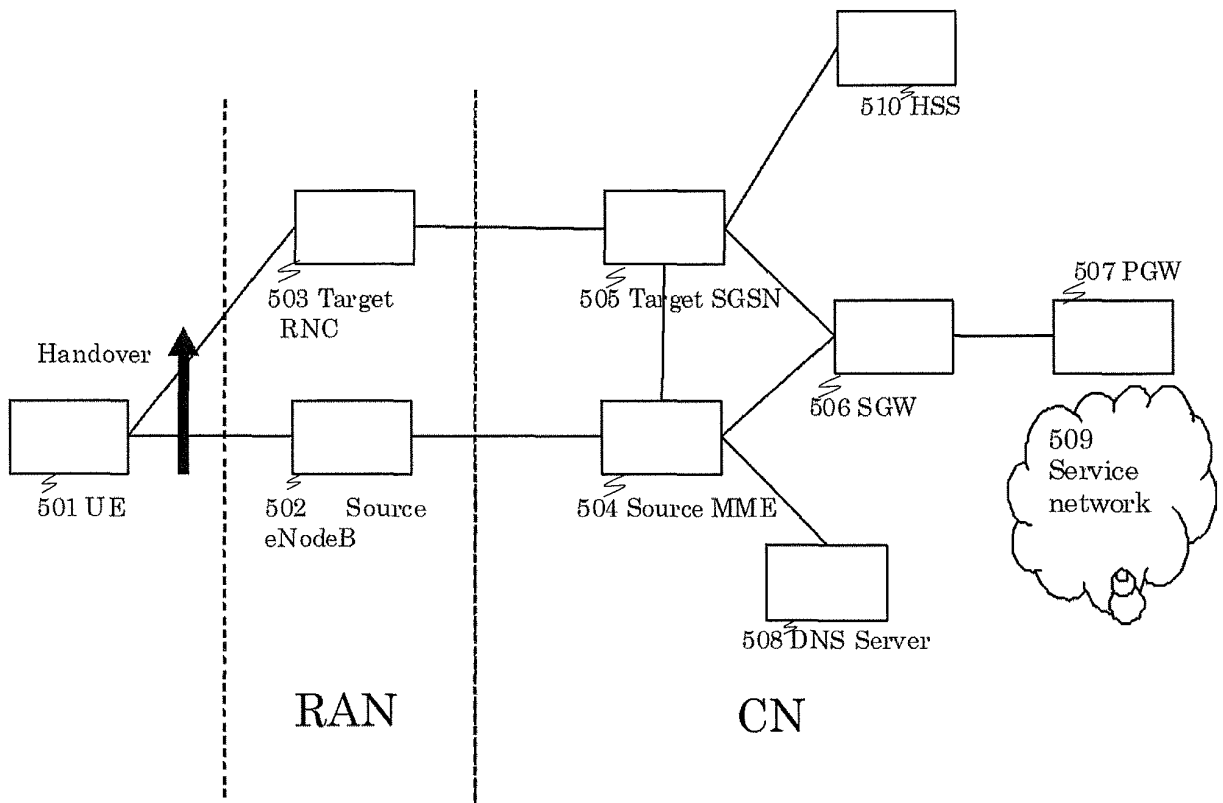 510 HSS
503 Target
RNC
505 Target SGSN
507 PGW
Handover
506 SGW
501 UE
502 Source
eNodeB
504 Source MME
509
Service
network
508 DNS Server
RAN
CN